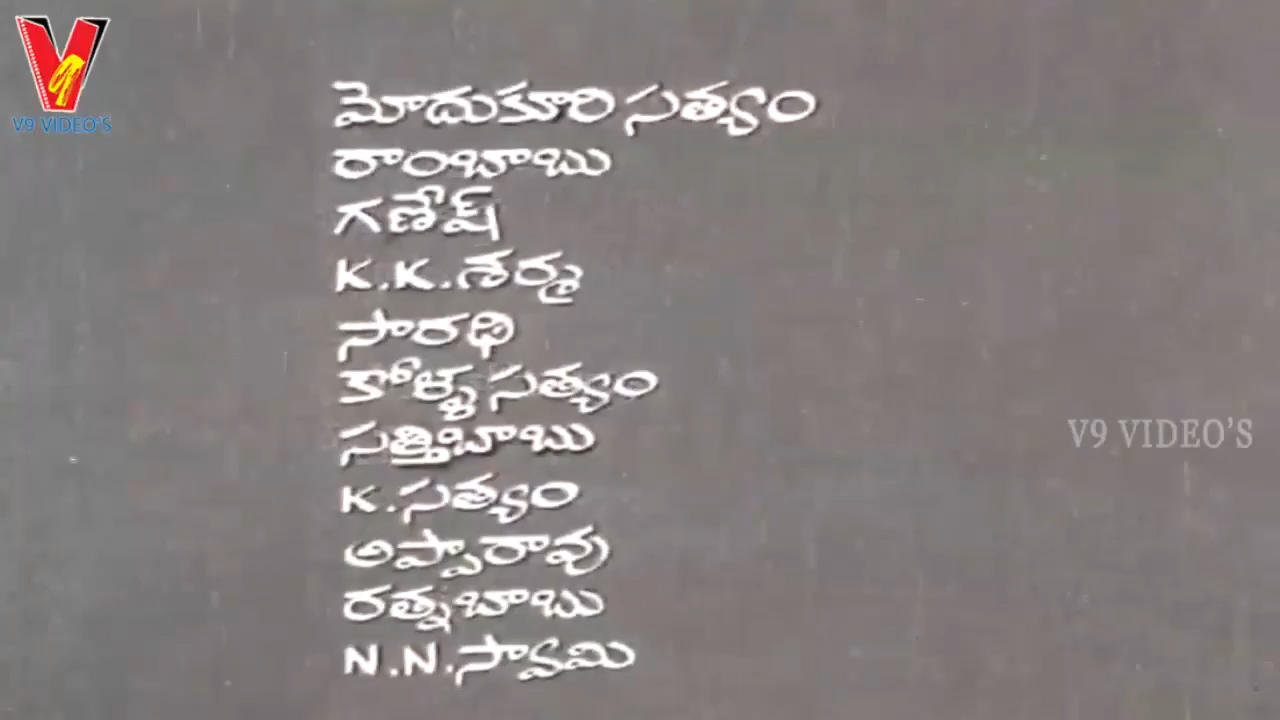 V9 VIDEO'S
మోదుకూరి సత్యం
రాంబాబు
గణేష్
K.K.శర్మ
సారథి
కోళ్ళ సత్యం
సత్తిబాబు
V9 VIDEO'S
K.సత్యం
అప్పారావు
రత్నబాబు
N.N.స్వామి